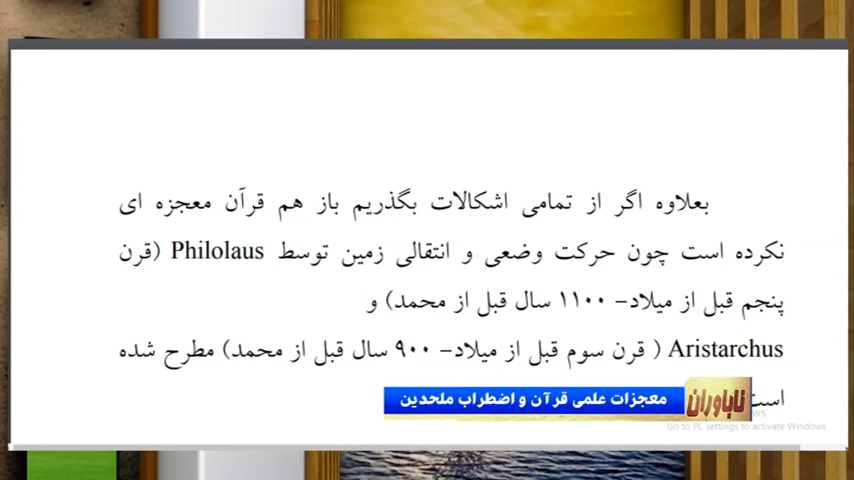 بعلاوه اگر از تمامی اشکالات بگذریم باز هم قرآن معجزه ای
نکرده است چون حرکت وضعی و انتقالی زمین توسط Philolaus (قرن
پنجم قبل از میلاد- ۱۱۰۰ سال قبل از محمد) و
Aristarchus ( قرن سوم قبل از میلاد- ۹۰۰ سال قبل از محمد) مطرح شده
است
ناباوران
معجزات علمی قرآن و اضطراب ملحدین
Go to PC settings to activate Windows.